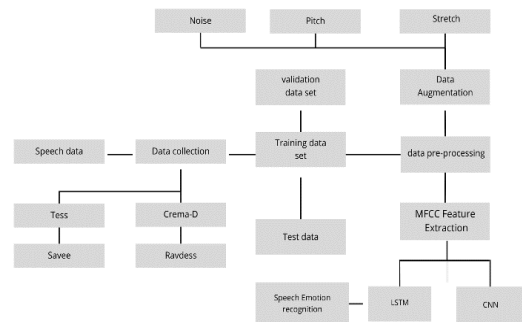 Noise
Pitch
Stretch
validation
data set
Data
Augmentation
Speech data
Data collection
Training data
set
data pre-processing
Tess
Crema-D
Test data
MFCC Feature
Extraction
Savee
Ravdess
Speech Emotion
recognition
LSTM
CNN